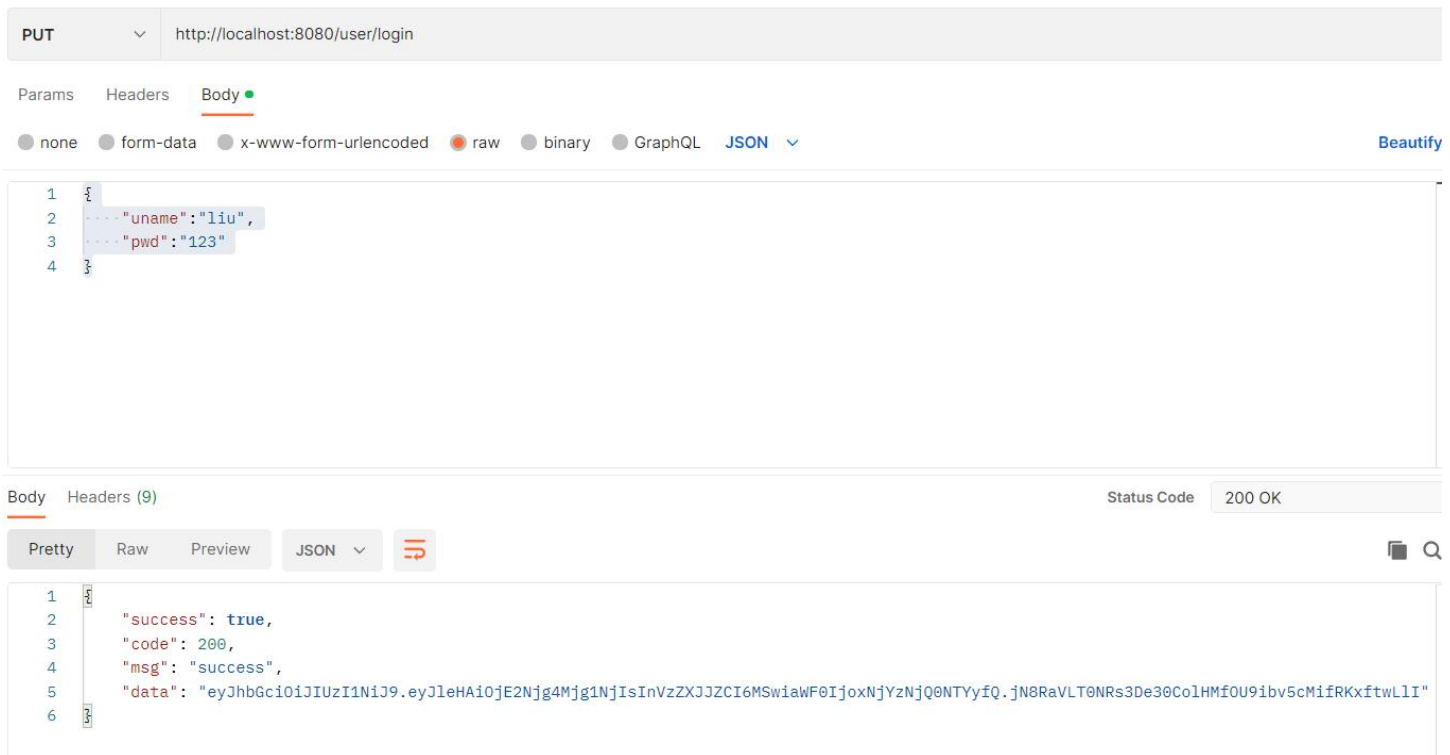 PUT http://localhost:8080/user/login
Params Headers Body
none form-data x-www-form-urlencoded raw binary GraphQL JSON Beautify
1 {
2 "uname":"liu",
3 "pwd":"123"
4 }
Body Headers (9) Status Code 200 OK
Pretty Raw Preview JSON
1 {
2 "success": true,
3 "code": 200,
4 "msg": "success",
5 "data": "eyJhbGciOiJIUzI1NiJ9.eyJleHAiOjE2Njg4Mjg1NjIsInVzZXJJZCI6MSwiaWF0IjoxNjYzNjQ0NTYyfQ.jN8RaVLT0NRs3De30ColHMfOU9ibv5cMifRKxftwLlI"
6 }